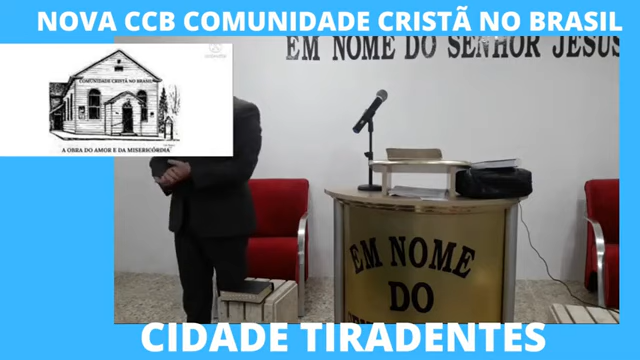 NOVA CCB COMUNIDADE CRISTÃ NO BRASIL
EM NOME DO SENHOR JESUS
COMUNIDADE CRISTÃ NO BRASIL
A OBRA DO AMOR E DA MISERICÓRDIA
EM NOME
DO
CIDADE TIRADENTES